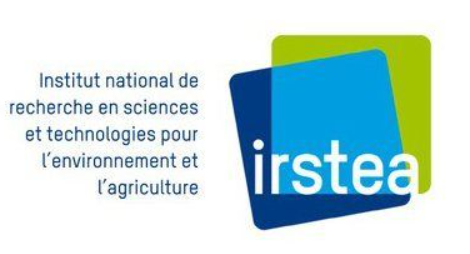 Institut national de
recherche en sciences
et technologies pour
l'environnement et
l'agriculture
irstea